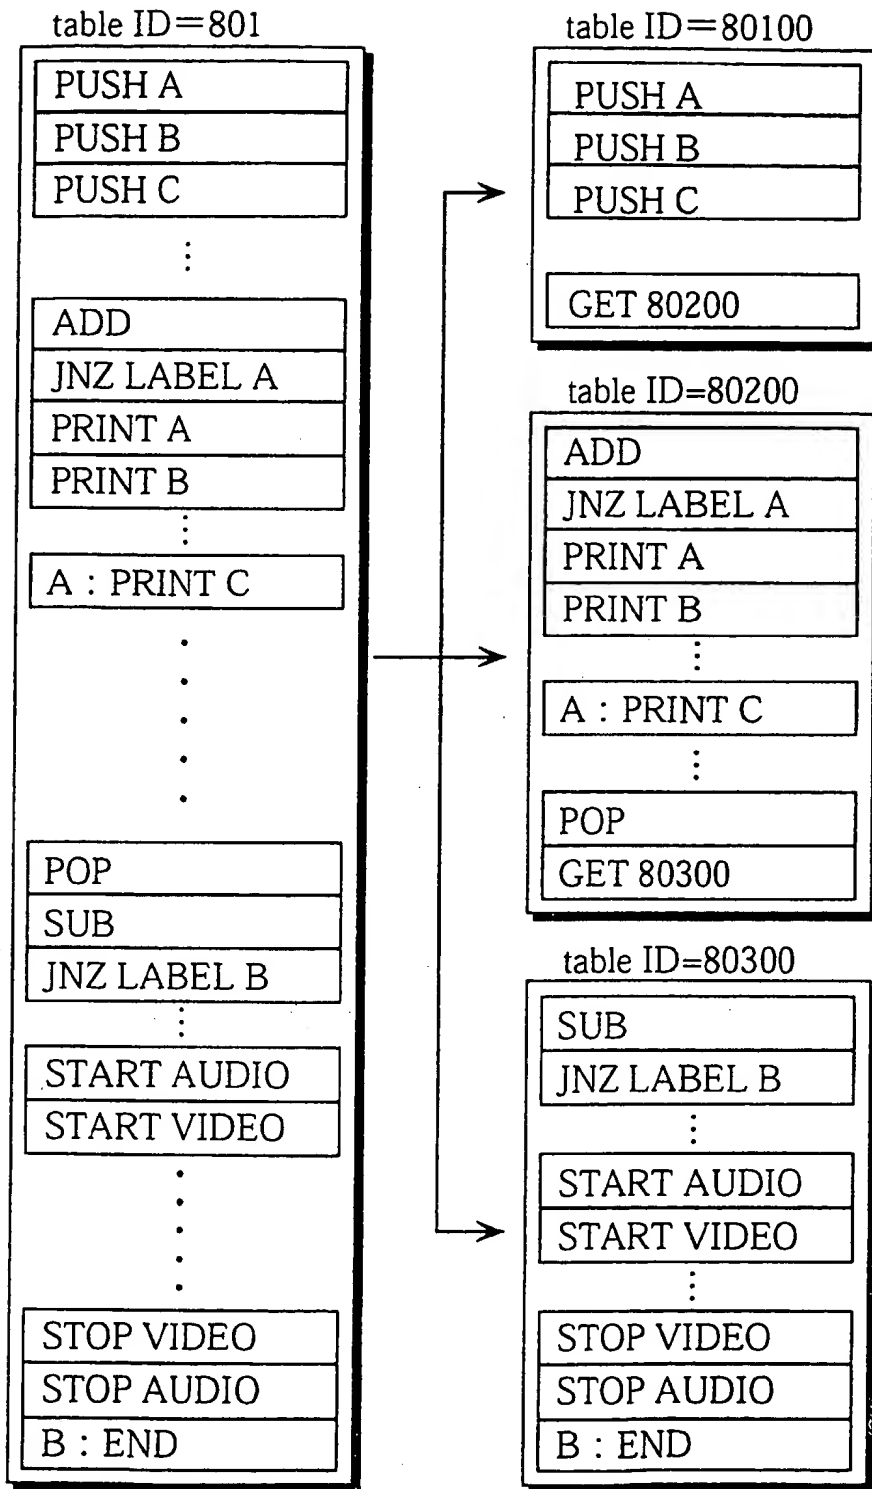 table ID=801
PUSH A
PUSH B
PUSH C
⋮
ADD
JNZ LABEL A
PRINT A
PRINT B
⋮
A : PRINT C
POP
SUB
JNZ LABEL B
⋮
START AUDIO
START VIDEO
STOP VIDEO
STOP AUDIO
B : END
table ID=80100
PUSH A
PUSH B
PUSH C
GET 80200
table ID=80200
ADD
JNZ LABEL A
PRINT A
PRINT B
⋮
A : PRINT C
⋮
POP
GET 80300
table ID=80300
SUB
JNZ LABEL B
⋮
START AUDIO
START VIDEO
⋮
STOP VIDEO
STOP AUDIO
B : END